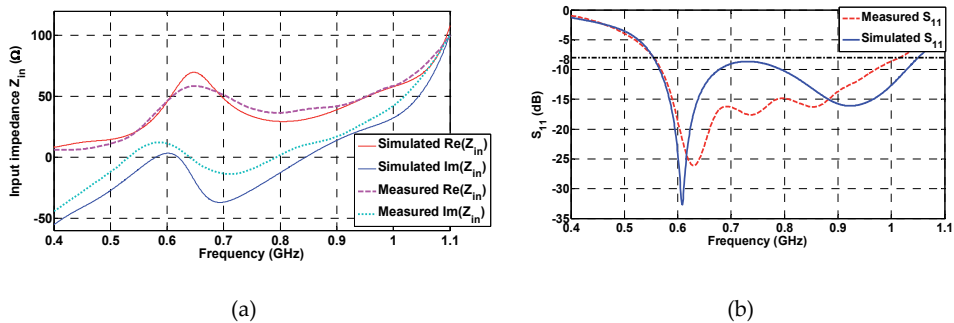 Input impedance Z_in (Ω)
100
50
0
-50
0.4 0.5 0.6 0.7 0.8 0.9 1 1.1
Frequency (GHz)
Simulated Re(Z_in)
Simulated Im(Z_in)
Measured Re(Z_in)
Measured Im(Z_in)
(a)
S_11 (dB)
0
-5
-8
-10
-15
-20
-25
-30
-35
0.4 0.5 0.6 0.7 0.8 0.9 1 1.1
Frequency (GHz)
Measured S_11
Simulated S_11
(b)